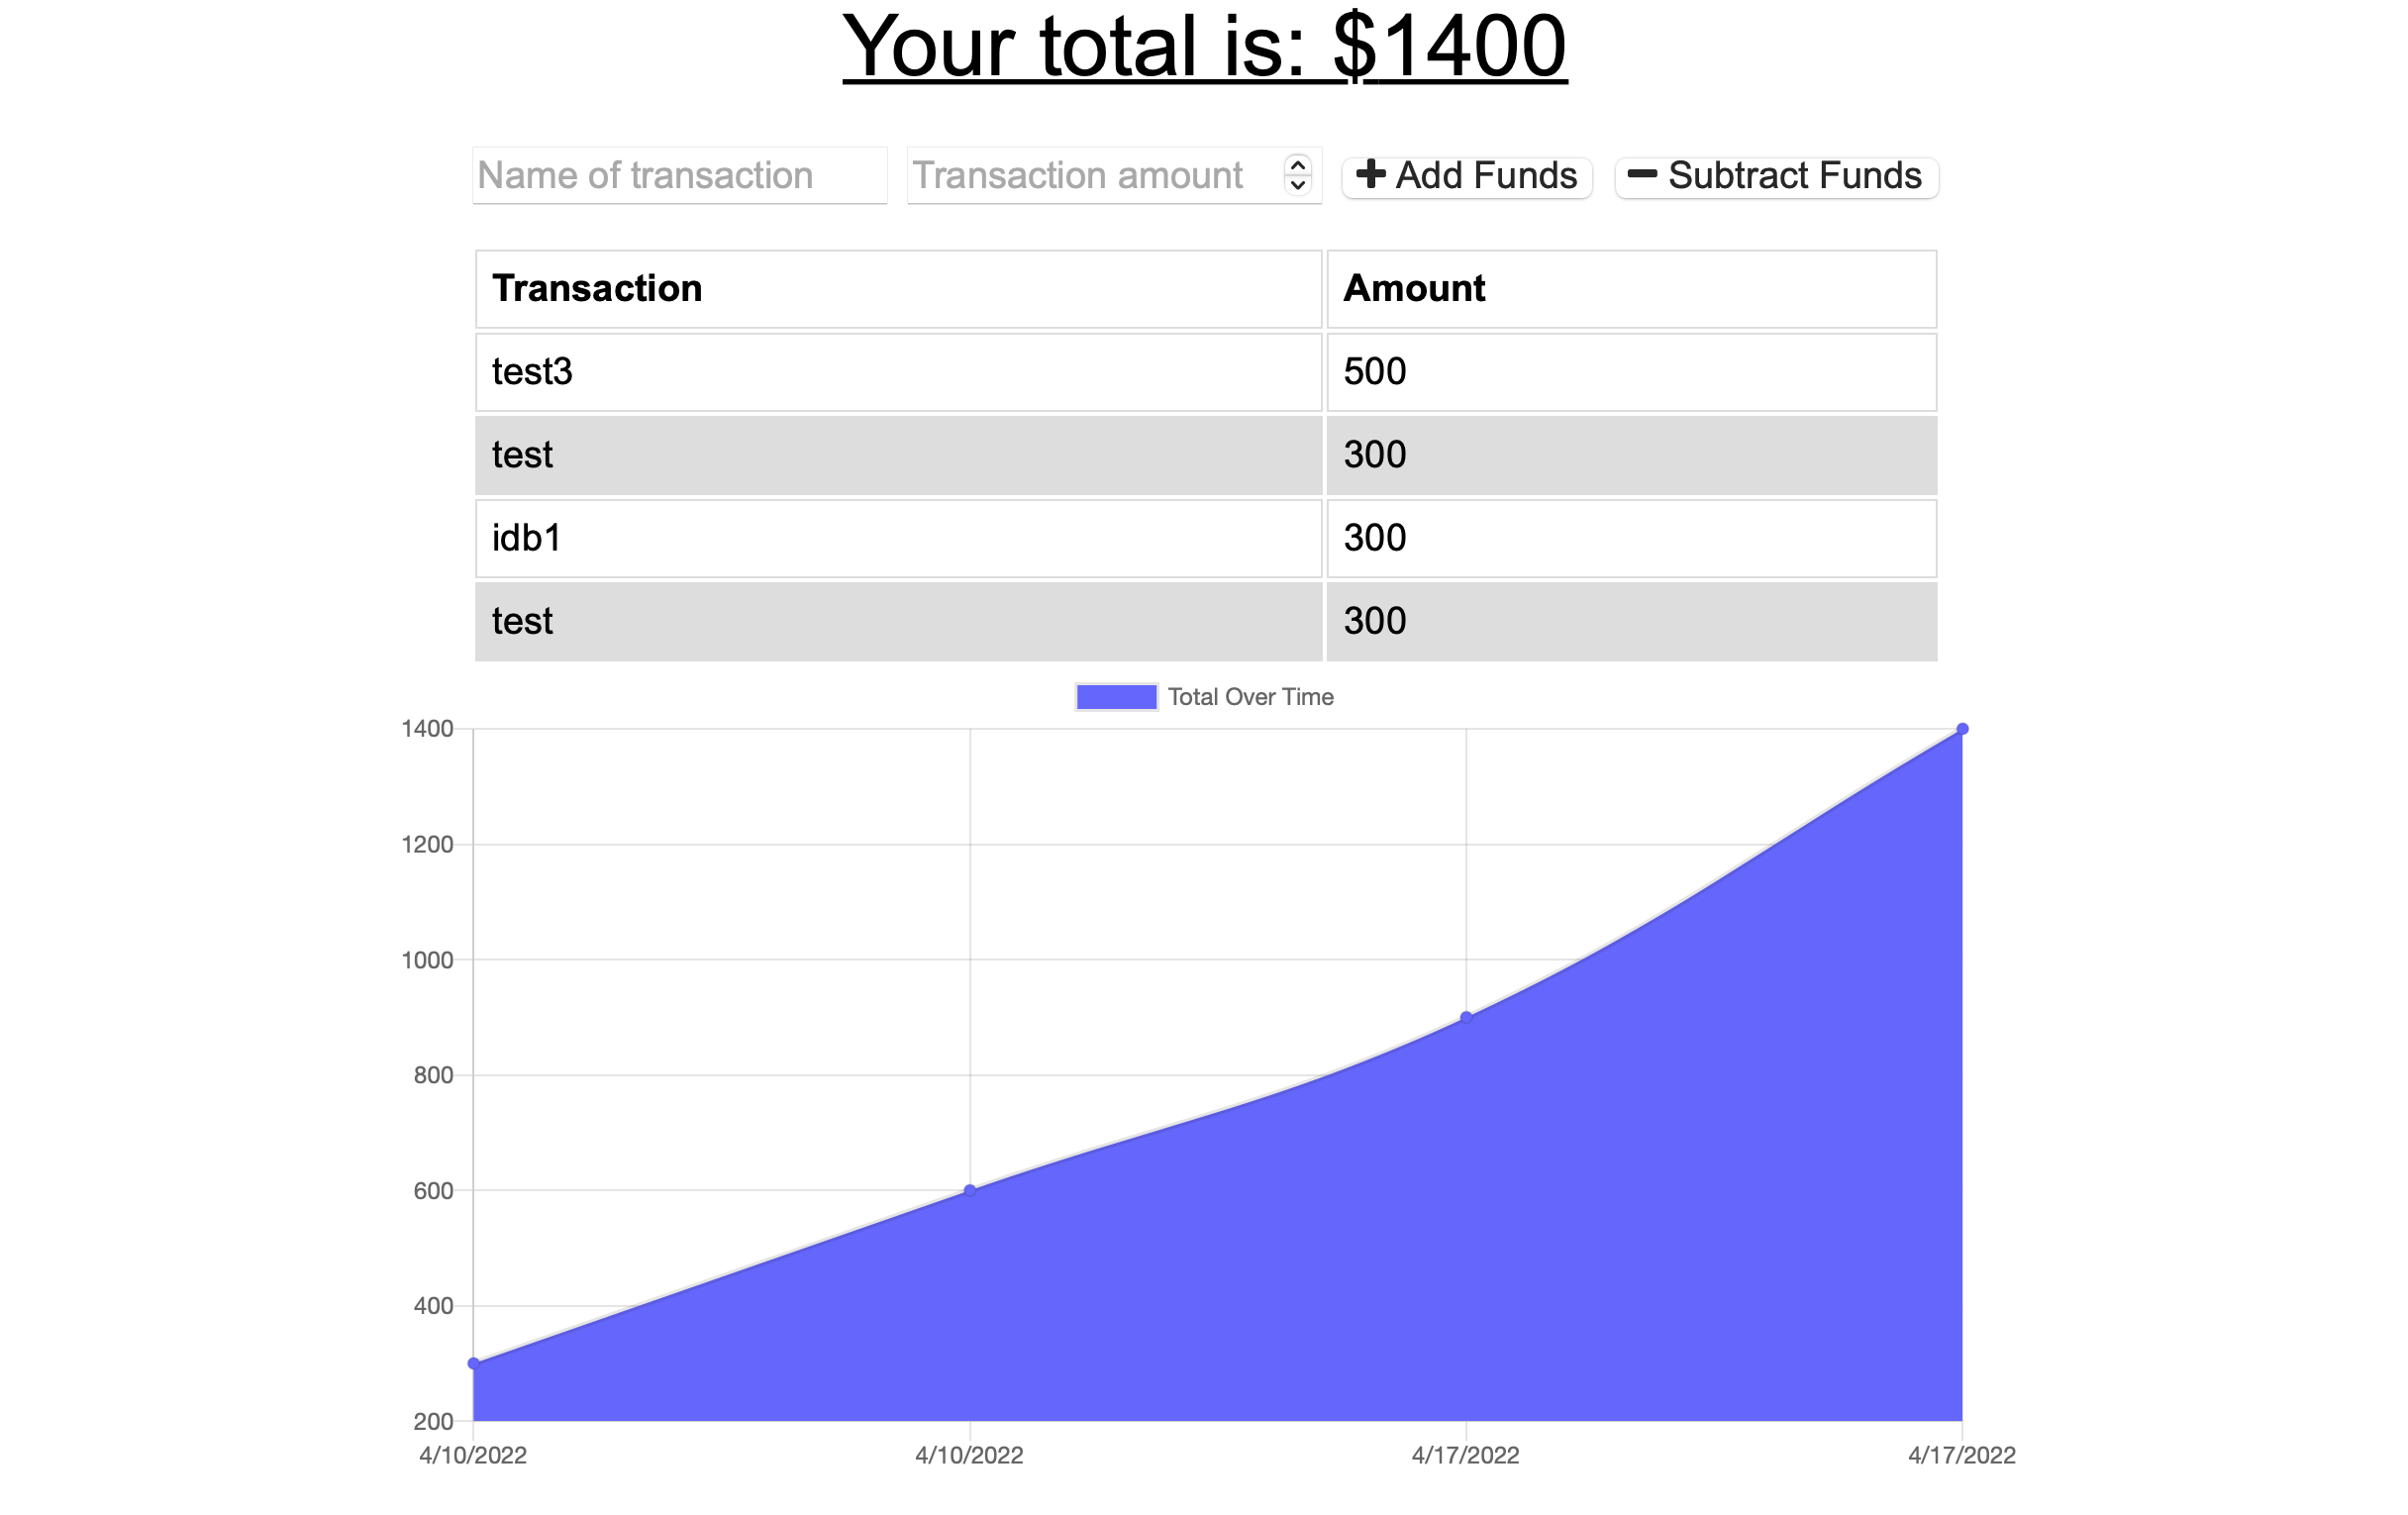 Your total is: $1400
Name of transaction Transaction amount Add Funds Subtract Funds
Transaction Amount
test3 500
test 300
idb1 300
test 300
Total Over Time
1400
1200
1000
800
600
400
200
4/10/2022 4/10/2022 4/17/2022 4/17/2022